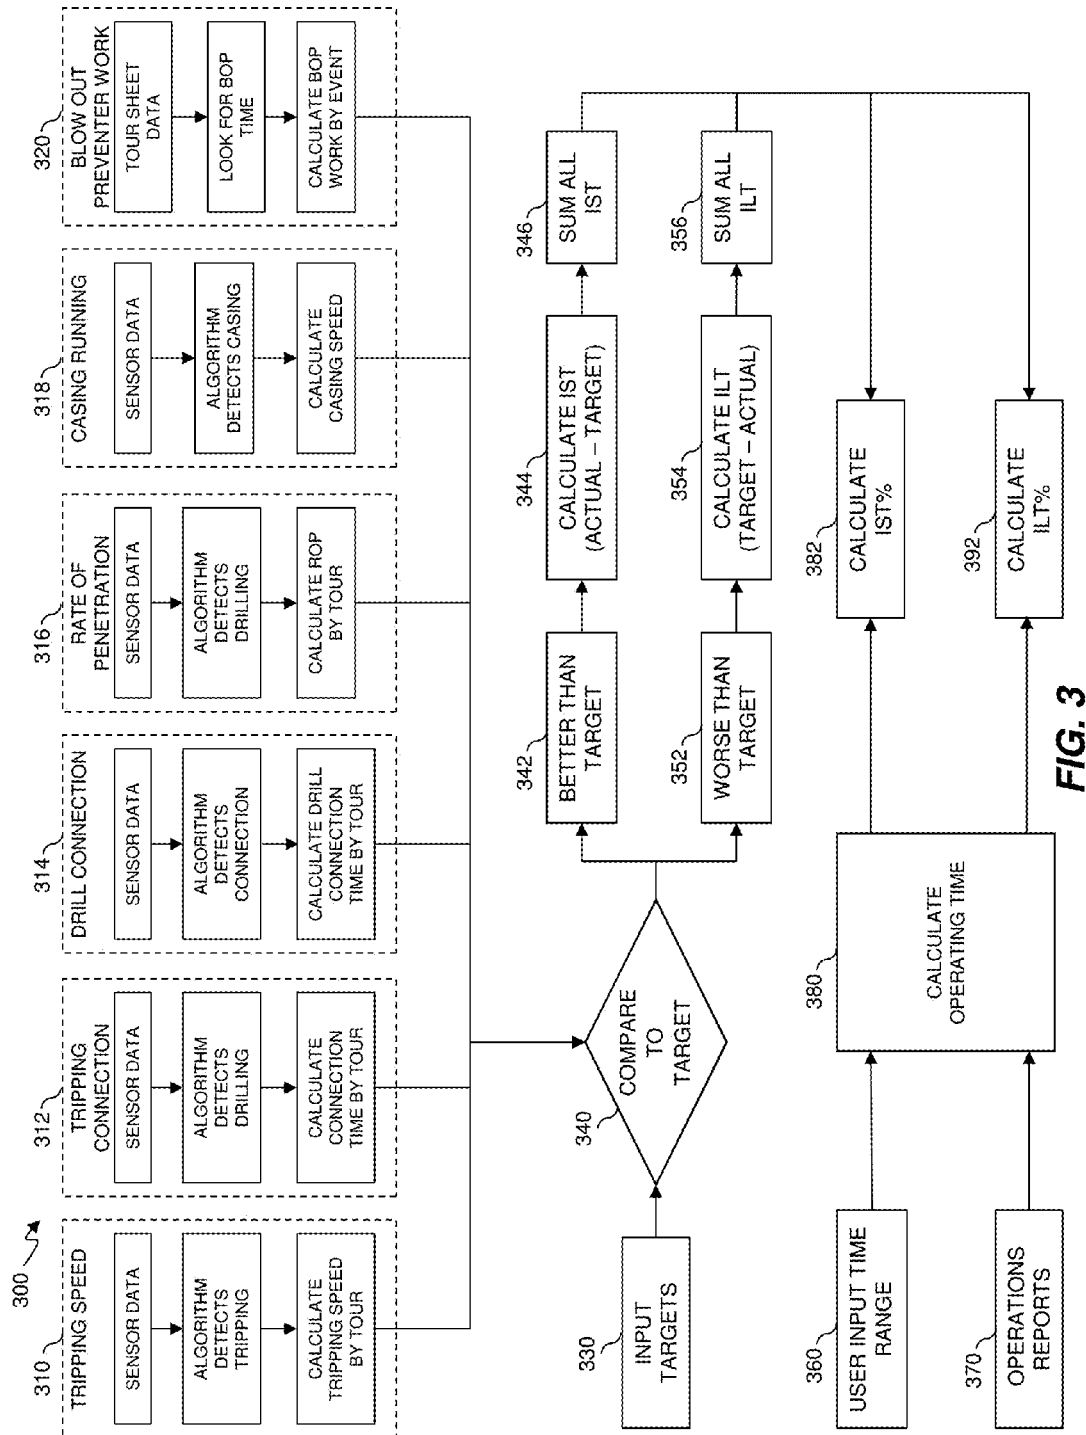 300
310
TRIPPING SPEED
SENSOR DATA
ALGORITHM
DETECTS
TRIPPING
CALCULATE
TRIPPING SPEED
BY TOUR
312
TRIPPING
CONNECTION
SENSOR DATA
ALGORITHM
DETECTS
DRILLING
CALCULATE
CONNECTION
TIME BY TOUR
314
DRILL CONNECTION
SENSOR DATA
ALGORITHM
DETECTS
CONNECTION
CALCULATE DRILL
CONNECTION
TIME BY TOUR
316
RATE OF
PENETRATION
SENSOR DATA
ALGORITHM
DETECTS
DRILLING
CALCULATE ROP
BY TOUR
318
CASING RUNNING
SENSOR DATA
ALGORITHM
DETECTS CASING
CALCULATE
CASING SPEED
320
BLOW OUT
PREVENTER WORK
TOUR SHEET
DATA
LOOK FOR BOP
TIME
CALCULATE BOP
WORK BY EVENT
330
INPUT
TARGETS
340
COMPARE
TO
TARGET
342
BETTER THAN
TARGET
344
CALCULATE IST
(ACTUAL – TARGET)
346
SUM ALL
IST
352
WORSE THAN
TARGET
354
CALCULATE ILT
(TARGET – ACTUAL)
356
SUM ALL
ILT
360
USER INPUT TIME
RANGE
370
OPERATIONS
REPORTS
380
CALCULATE
OPERATING TIME
382
CALCULATE
IST%
392
CALCULATE
ILT%
FIG. 3